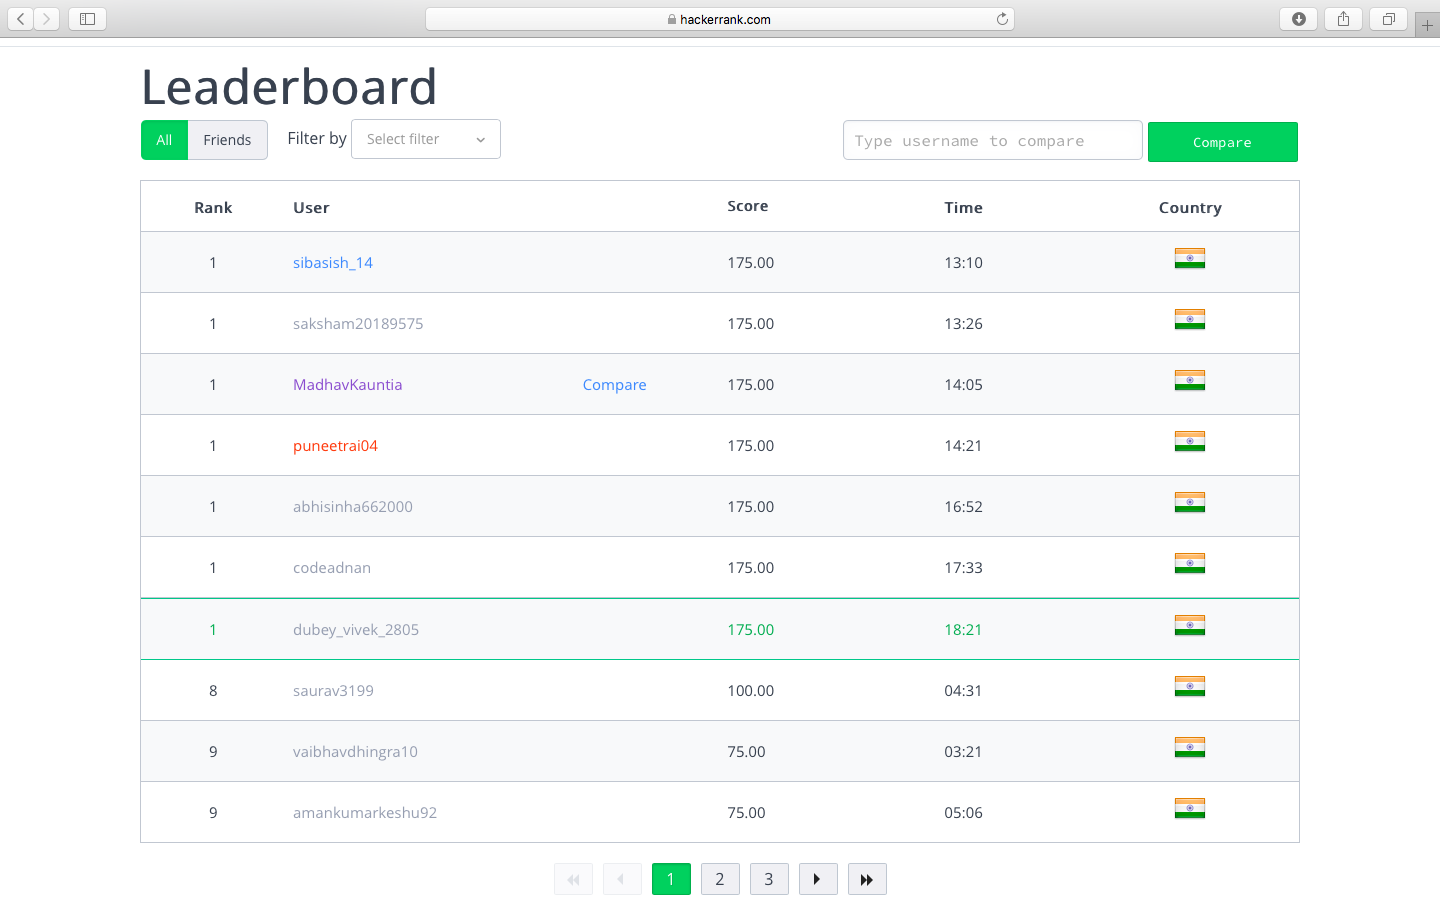 hackerrank.com
Leaderboard
All Friends Filter by Select filter Type username to compare Compare
Rank User Score Time Country
1 sibasish_14 175.00 13:10
1 saksham20189575 175.00 13:26
1 MadhavKauntia Compare 175.00 14:05
1 puneetrai04 175.00 14:21
1 abhisinha662000 175.00 16:52
1 codeadnan 175.00 17:33
1 dubey_vivek_2805 175.00 18:21
8 saurav3199 100.00 04:31
9 vaibhavdhingra10 75.00 03:21
9 amankumarkeshu92 75.00 05:06
1 2 3